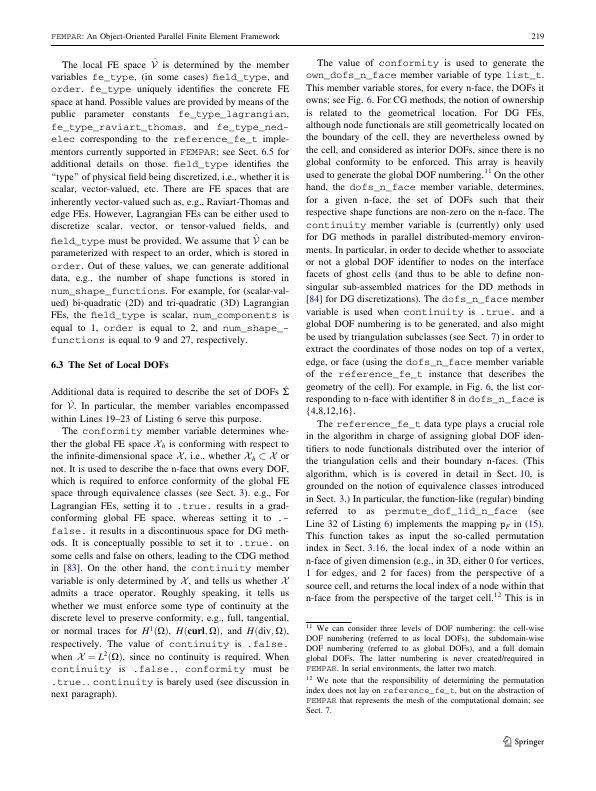 FEMPAR: An Object-Oriented Parallel Finite Element Framework
219
The local FE space V̂ is determined by the member
variables fe_type, (in some cases) field_type, and
order. fe_type uniquely identifies the concrete FE
space at hand. Possible values are provided by means of the
public parameter constants fe_type_lagrangian,
fe_type_raviart_thomas, and fe_type_ned-
elec corresponding to the reference_fe_t imple-
mentors currently supported in FEMPAR; see Sect. 6.5 for
additional details on those. field_type identifies the
“type” of physical field being discretized, i.e., whether it is
scalar, vector-valued, etc. There are FE spaces that are
inherently vector-valued such as, e.g., Raviart-Thomas and
edge FEs. However, Lagrangian FEs can be either used to
discretize scalar, vector, or tensor-valued fields, and
field_type must be provided. We assume that V̂ can be
parameterized with respect to an order, which is stored in
order. Out of these values, we can generate additional
data, e.g., the number of shape functions is stored in
num_shape_functions. For example, for (scalar-val-
ued) bi-quadratic (2D) and tri-quadratic (3D) Lagrangian
FEs, the field_type is scalar, num_components is
equal to 1, order is equal to 2, and num_shape_-
functions is equal to 9 and 27, respectively.
6.3 The Set of Local DOFs
Additional data is required to describe the set of DOFs Σ̂
for V̂. In particular, the member variables encompassed
within Lines 19–23 of Listing 6 serve this purpose.
The conformity member variable determines whe-
ther the global FE space 𝒳h is conforming with respect to
the infinite-dimensional space 𝒳, i.e., whether 𝒳h ⊂ 𝒳 or
not. It is used to describe the n-face that owns every DOF,
which is required to enforce conformity of the global FE
space through equivalence classes (see Sect. 3). e.g., For
Lagrangian FEs, setting it to .true. results in a grad-
conforming global FE space, whereas setting it to .-
false. it results in a discontinuous space for DG meth-
ods. It is conceptually possible to set it to .true. on
some cells and false on others, leading to the CDG method
in [83]. On the other hand, the continuity member
variable is only determined by 𝒳, and tells us whether 𝒳
admits a trace operator. Roughly speaking, it tells us
whether we must enforce some type of continuity at the
discrete level to preserve conformity, e.g., full, tangential,
or normal traces for H¹(Ω), H(curl, Ω), and H(div, Ω),
respectively. The value of continuity is .false.
when 𝒳 = L²(Ω), since no continuity is required. When
continuity is .false., conformity must be
.true.. continuity is barely used (see discussion in
next paragraph).
The value of conformity is used to generate the
own_dofs_n_face member variable of type list_t.
This member variable stores, for every n-face, the DOFs it
owns; see Fig. 6. For CG methods, the notion of ownership
is related to the geometrical location. For DG FEs,
although node functionals are still geometrically located on
the boundary of the cell, they are nevertheless owned by
the cell, and considered as interior DOFs, since there is no
global conformity to be enforced. This array is heavily
used to generate the global DOF numbering.¹¹ On the other
hand, the dofs_n_face member variable, determines,
for a given n-face, the set of DOFs such that their
respective shape functions are non-zero on the n-face. The
continuity member variable is (currently) only used
for DG methods in parallel distributed-memory environ-
ments. In particular, in order to decide whether to associate
or not a global DOF identifier to nodes on the interface
facets of ghost cells (and thus to be able to define non-
singular sub-assembled matrices for the DD methods in
[84] for DG discretizations). The dofs_n_face member
variable is used when continuity is .true. and a
global DOF numbering is to be generated, and also might
be used by triangulation subclasses (see Sect. 7) in order to
extract the coordinates of those nodes on top of a vertex,
edge, or face (using the dofs_n_face member variable
of the reference_fe_t instance that describes the
geometry of the cell). For example, in Fig. 6, the list cor-
responding to n-face with identifier 8 in dofs_n_face is
{4,8,12,16}.
The reference_fe_t data type plays a crucial role
in the algorithm in charge of assigning global DOF iden-
tifiers to node functionals distributed over the interior of
the triangulation cells and their boundary n-faces. (This
algorithm, which is is covered in detail in Sect. 10, is
grounded on the notion of equivalence classes introduced
in Sect. 3.) In particular, the function-like (regular) binding
referred to as permute_dof_lid_n_face (see
Line 32 of Listing 6) implements the mapping pF in (15).
This function takes as input the so-called permutation
index in Sect. 3.16, the local index of a node within an
n-face of given dimension (e.g., in 3D, either 0 for vertices,
1 for edges, and 2 for faces) from the perspective of a
source cell, and returns the local index of a node within that
n-face from the perspective of the target cell.¹² This is in
¹¹ We can consider three levels of DOF numbering: the cell-wise
DOF numbering (referred to as local DOFs), the subdomain-wise
DOF numbering (referred to as global DOFs), and a full domain
global DOFs. The latter numbering is never created/required in
FEMPAR. In serial environments, the latter two match.
¹² We note that the responsibility of determining the permutation
index does not lay on reference_fe_t, but on the abstraction of
FEMPAR that represents the mesh of the computational domain; see
Sect. 7.
Springer